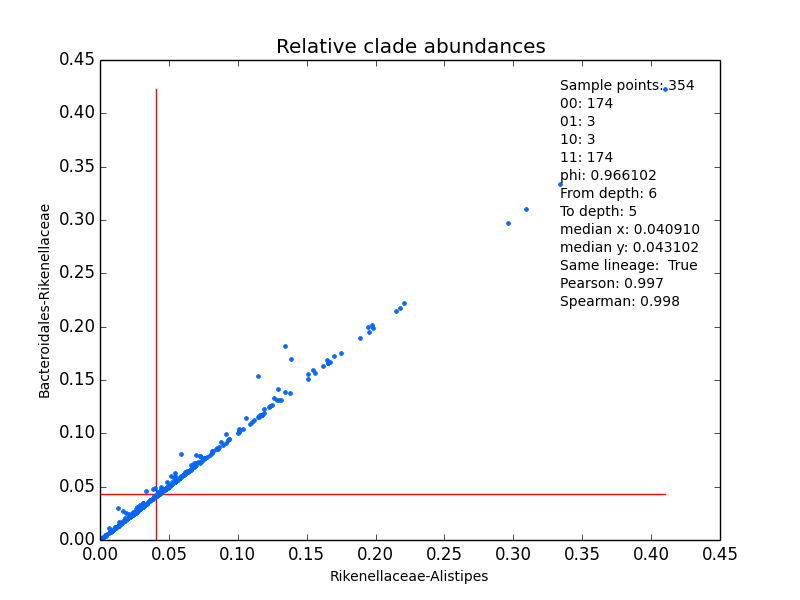 Relative clade abundances
Sample points: 354
00: 174
01: 3
10: 3
11: 174
phi: 0.966102
From depth: 6
To depth: 5
median x: 0.040910
median y: 0.043102
Same lineage:  True
Pearson: 0.997
Spearman: 0.998
Bacteroidales-Rikenellaceae
0.45
0.40
0.35
0.30
0.25
0.20
0.15
0.10
0.05
0.00
0.00 0.05 0.10 0.15 0.20 0.25 0.30 0.35 0.40 0.45
Rikenellaceae-Alistipes